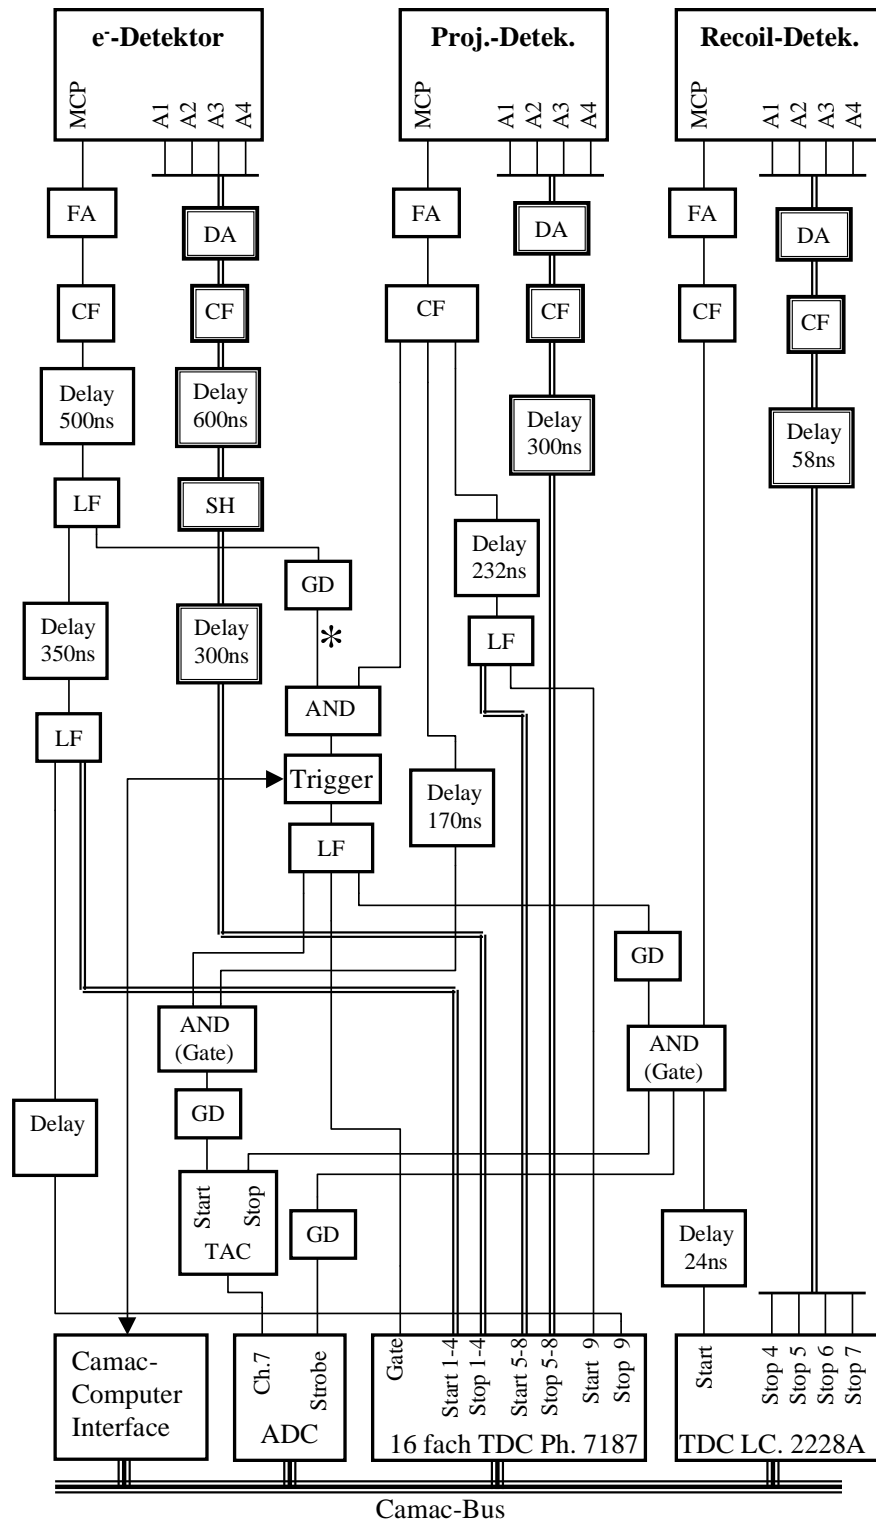 e⁻-Detektor
MCP
A1
A2
A3
A4
Proj.-Detek.
MCP
A1
A2
A3
A4
Recoil-Detek.
MCP
A1
A2
A3
A4
FA
DA
FA
DA
FA
DA
CF
CF
CF
CF
CF
CF
Delay
500ns
Delay
600ns
Delay
300ns
Delay
58ns
LF
SH
GD
Delay
232ns
Delay
350ns
Delay
300ns
*
LF
LF
AND
Trigger
Delay
170ns
LF
GD
AND
(Gate)
AND
(Gate)
Delay
GD
Start
Stop
TAC
GD
Delay
24ns
Camac-
Computer
Interface
Ch.7
Strobe
ADC
Gate
Start 1-4
Stop 1-4
Start 5-8
Stop 5-8
Start 9
Stop 9
16 fach TDC Ph. 7187
Start
Stop 4
Stop 5
Stop 6
Stop 7
TDC LC. 2228A
Camac-Bus